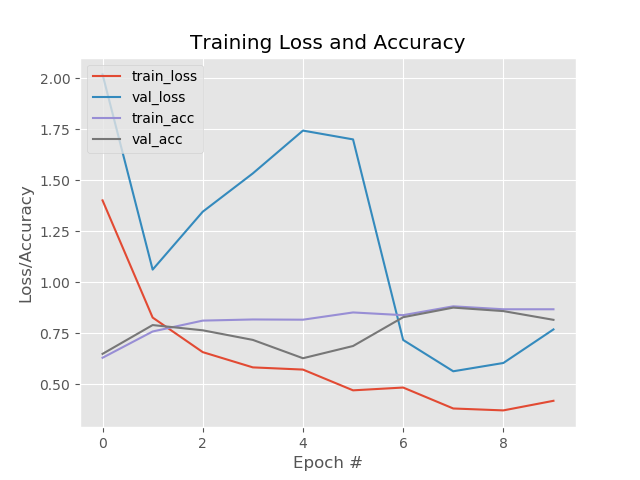 Training Loss and Accuracy
train_loss
val_loss
train_acc
val_acc
2.00
1.75
1.50
1.25
1.00
0.75
0.50
Loss/Accuracy
0 2 4 6 8
Epoch #